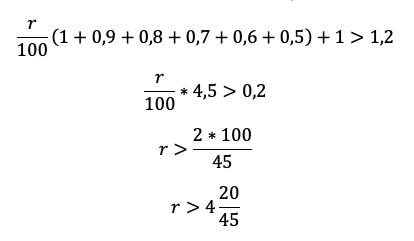 r/100 (1 + 0,9 + 0,8 + 0,7 + 0,6 + 0,5) + 1 > 1,2
r/100 * 4,5 > 0,2
r > 2 * 100/45
r > 4 20/45